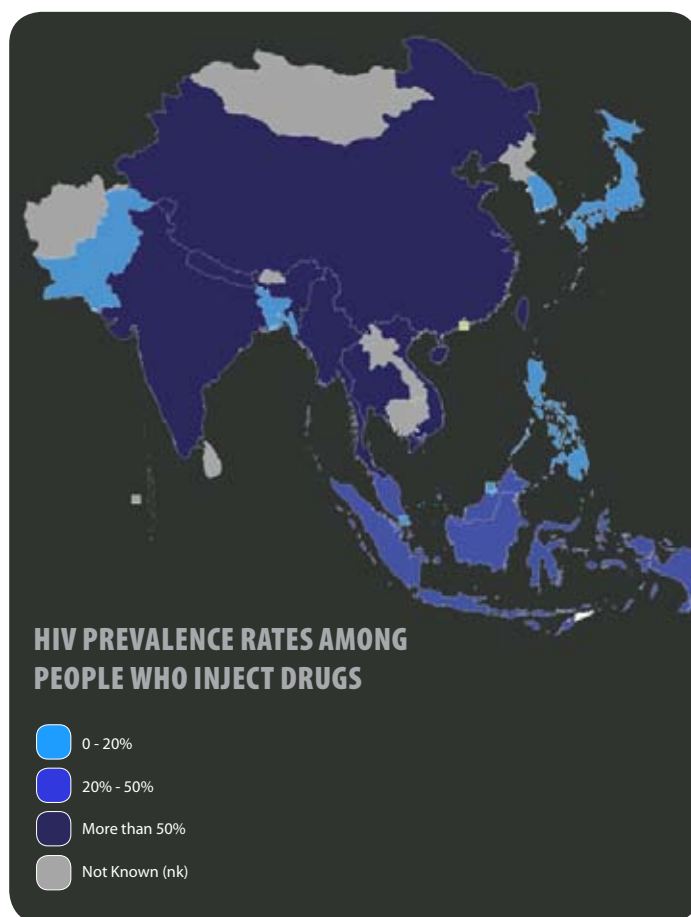 HIV PREVALENCE RATES AMONG
PEOPLE WHO INJECT DRUGS
0 - 20%
20% - 50%
More than 50%
Not Known (nk)